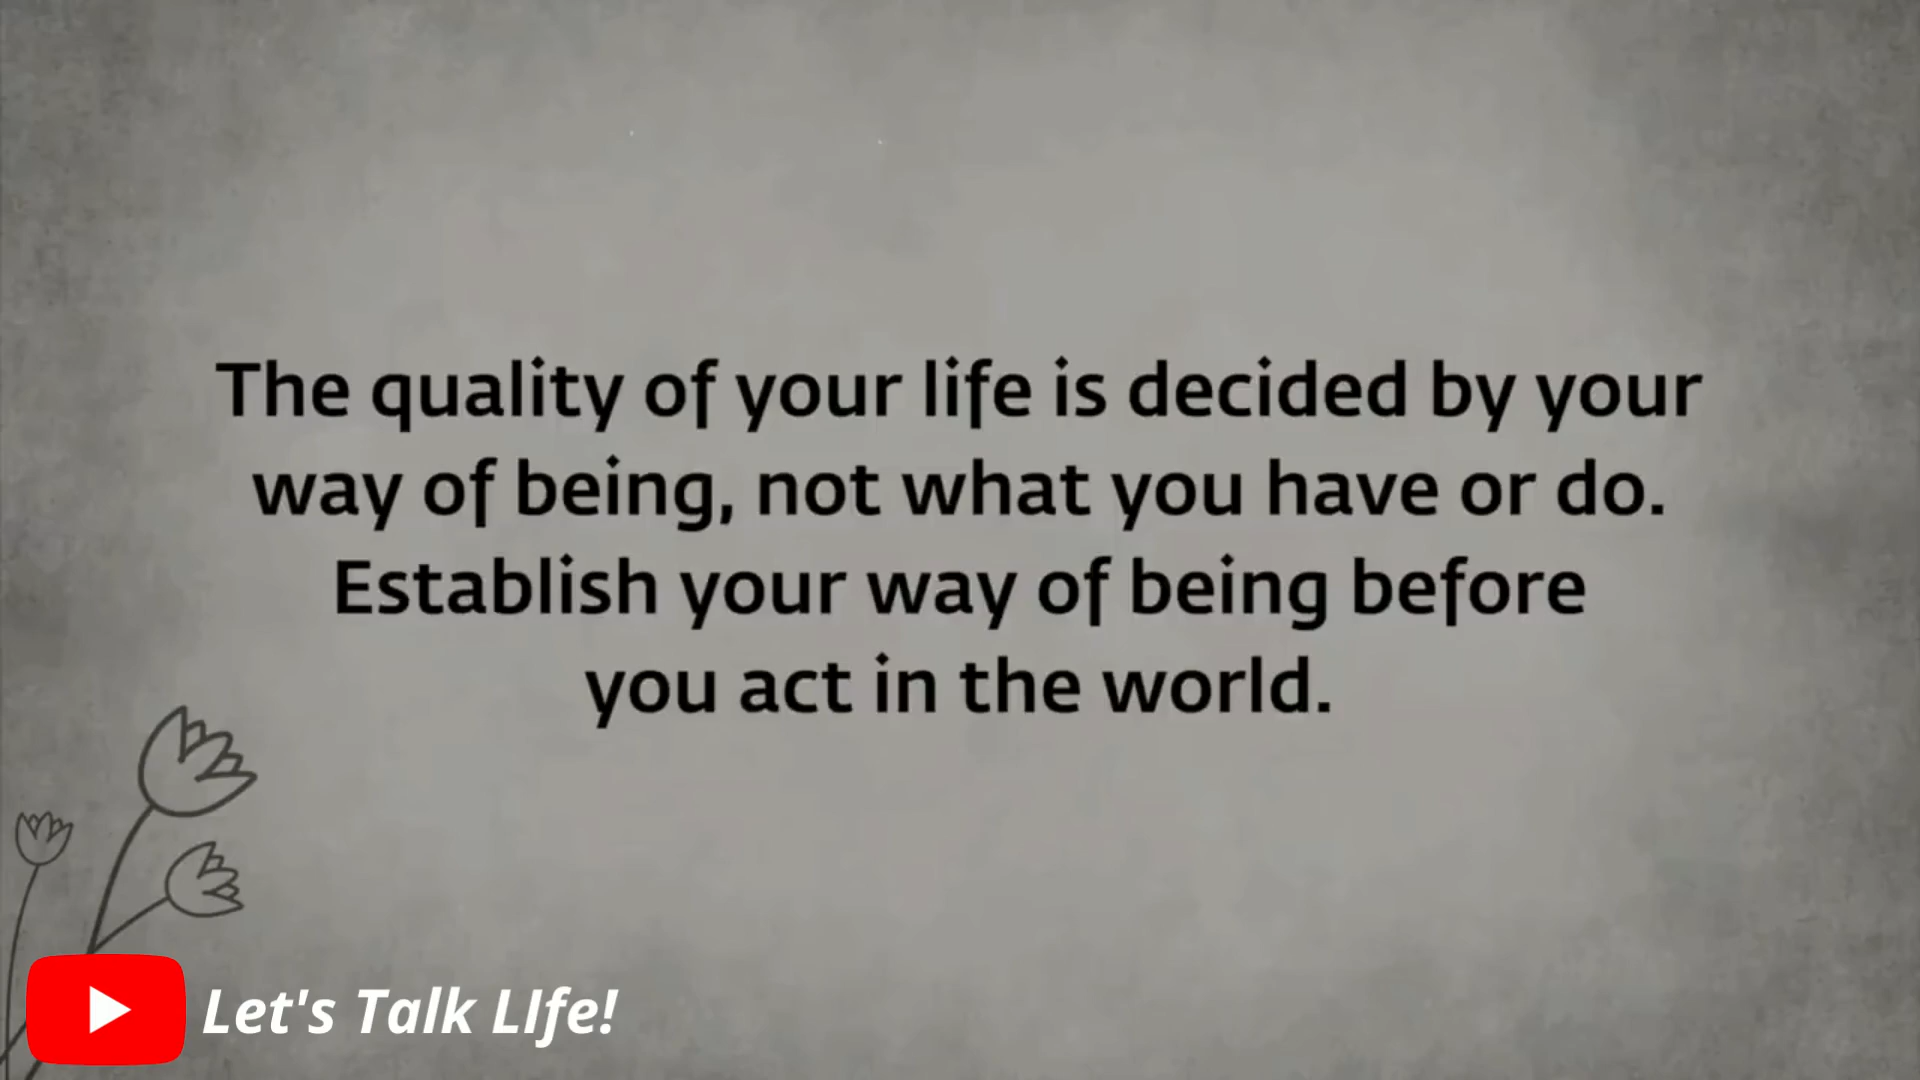 The quality of your life is decided by your
way of being, not what you have or do.
Establish your way of being before
you act in the world.
Let's Talk LIfe!